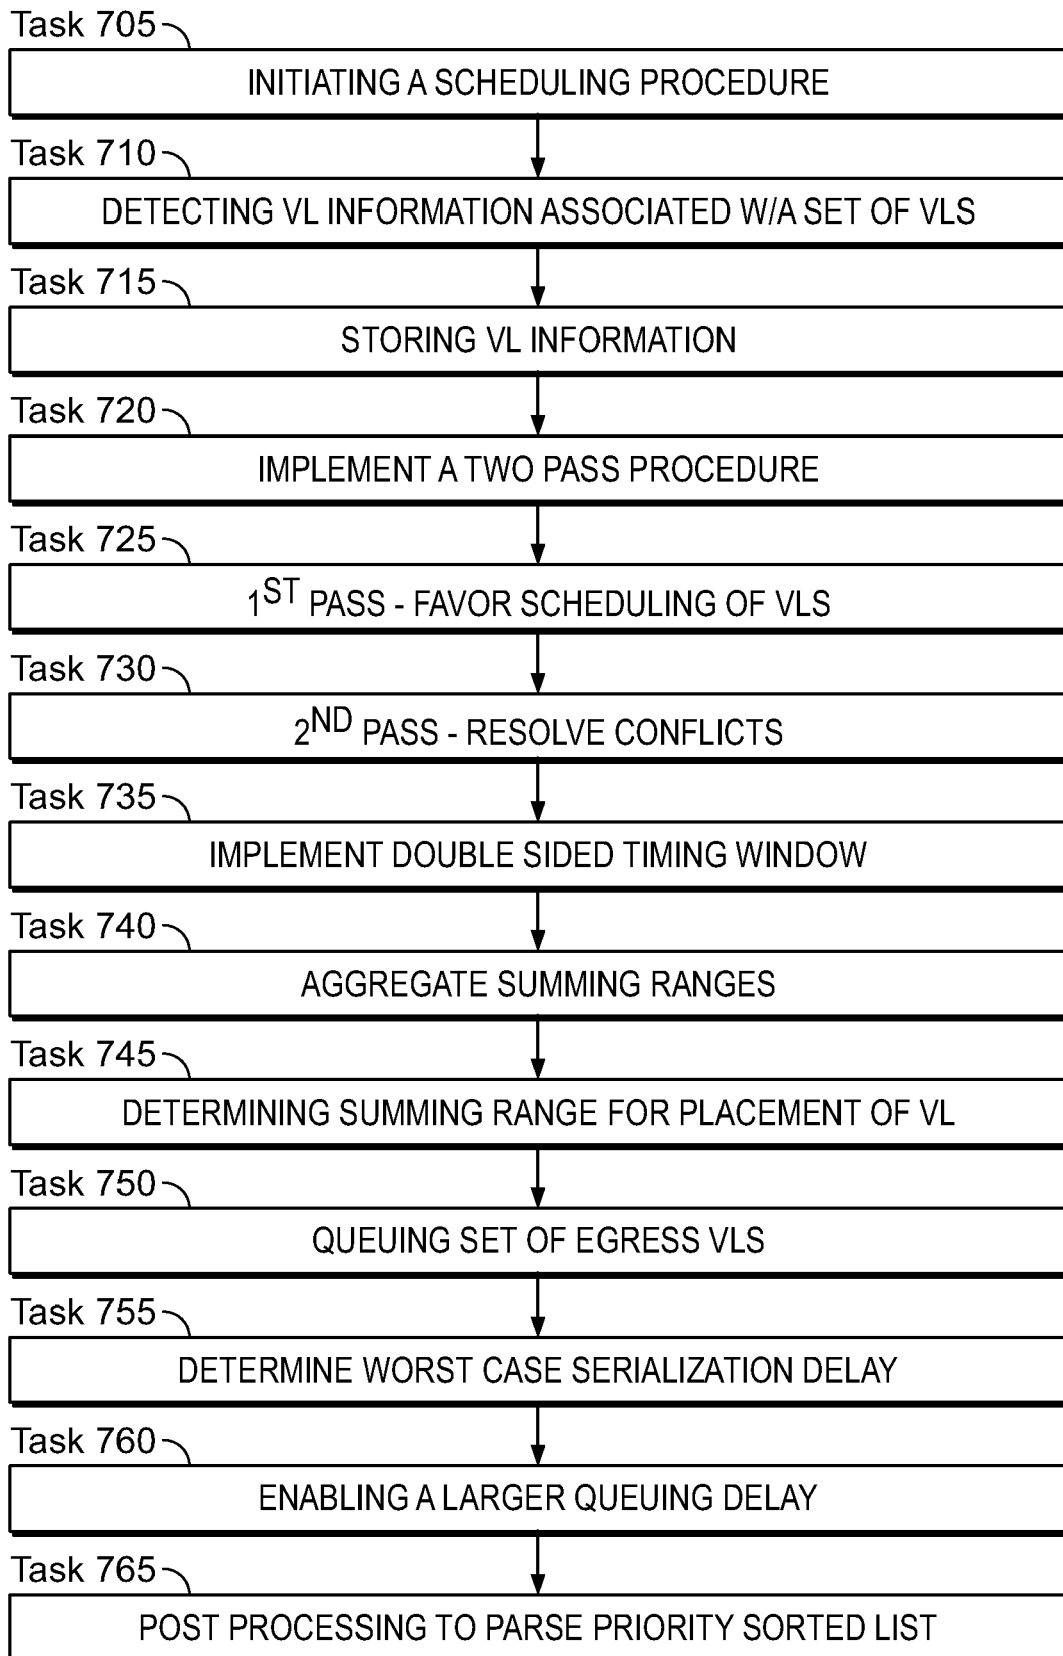 Task 705
INITIATING A SCHEDULING PROCEDURE
Task 710
DETECTING VL INFORMATION ASSOCIATED W/A SET OF VLS
Task 715
STORING VL INFORMATION
Task 720
IMPLEMENT A TWO PASS PROCEDURE
Task 725
1ST PASS - FAVOR SCHEDULING OF VLS
Task 730
2ND PASS - RESOLVE CONFLICTS
Task 735
IMPLEMENT DOUBLE SIDED TIMING WINDOW
Task 740
AGGREGATE SUMMING RANGES
Task 745
DETERMINING SUMMING RANGE FOR PLACEMENT OF VL
Task 750
QUEUING SET OF EGRESS VLS
Task 755
DETERMINE WORST CASE SERIALIZATION DELAY
Task 760
ENABLING A LARGER QUEUING DELAY
Task 765
POST PROCESSING TO PARSE PRIORITY SORTED LIST